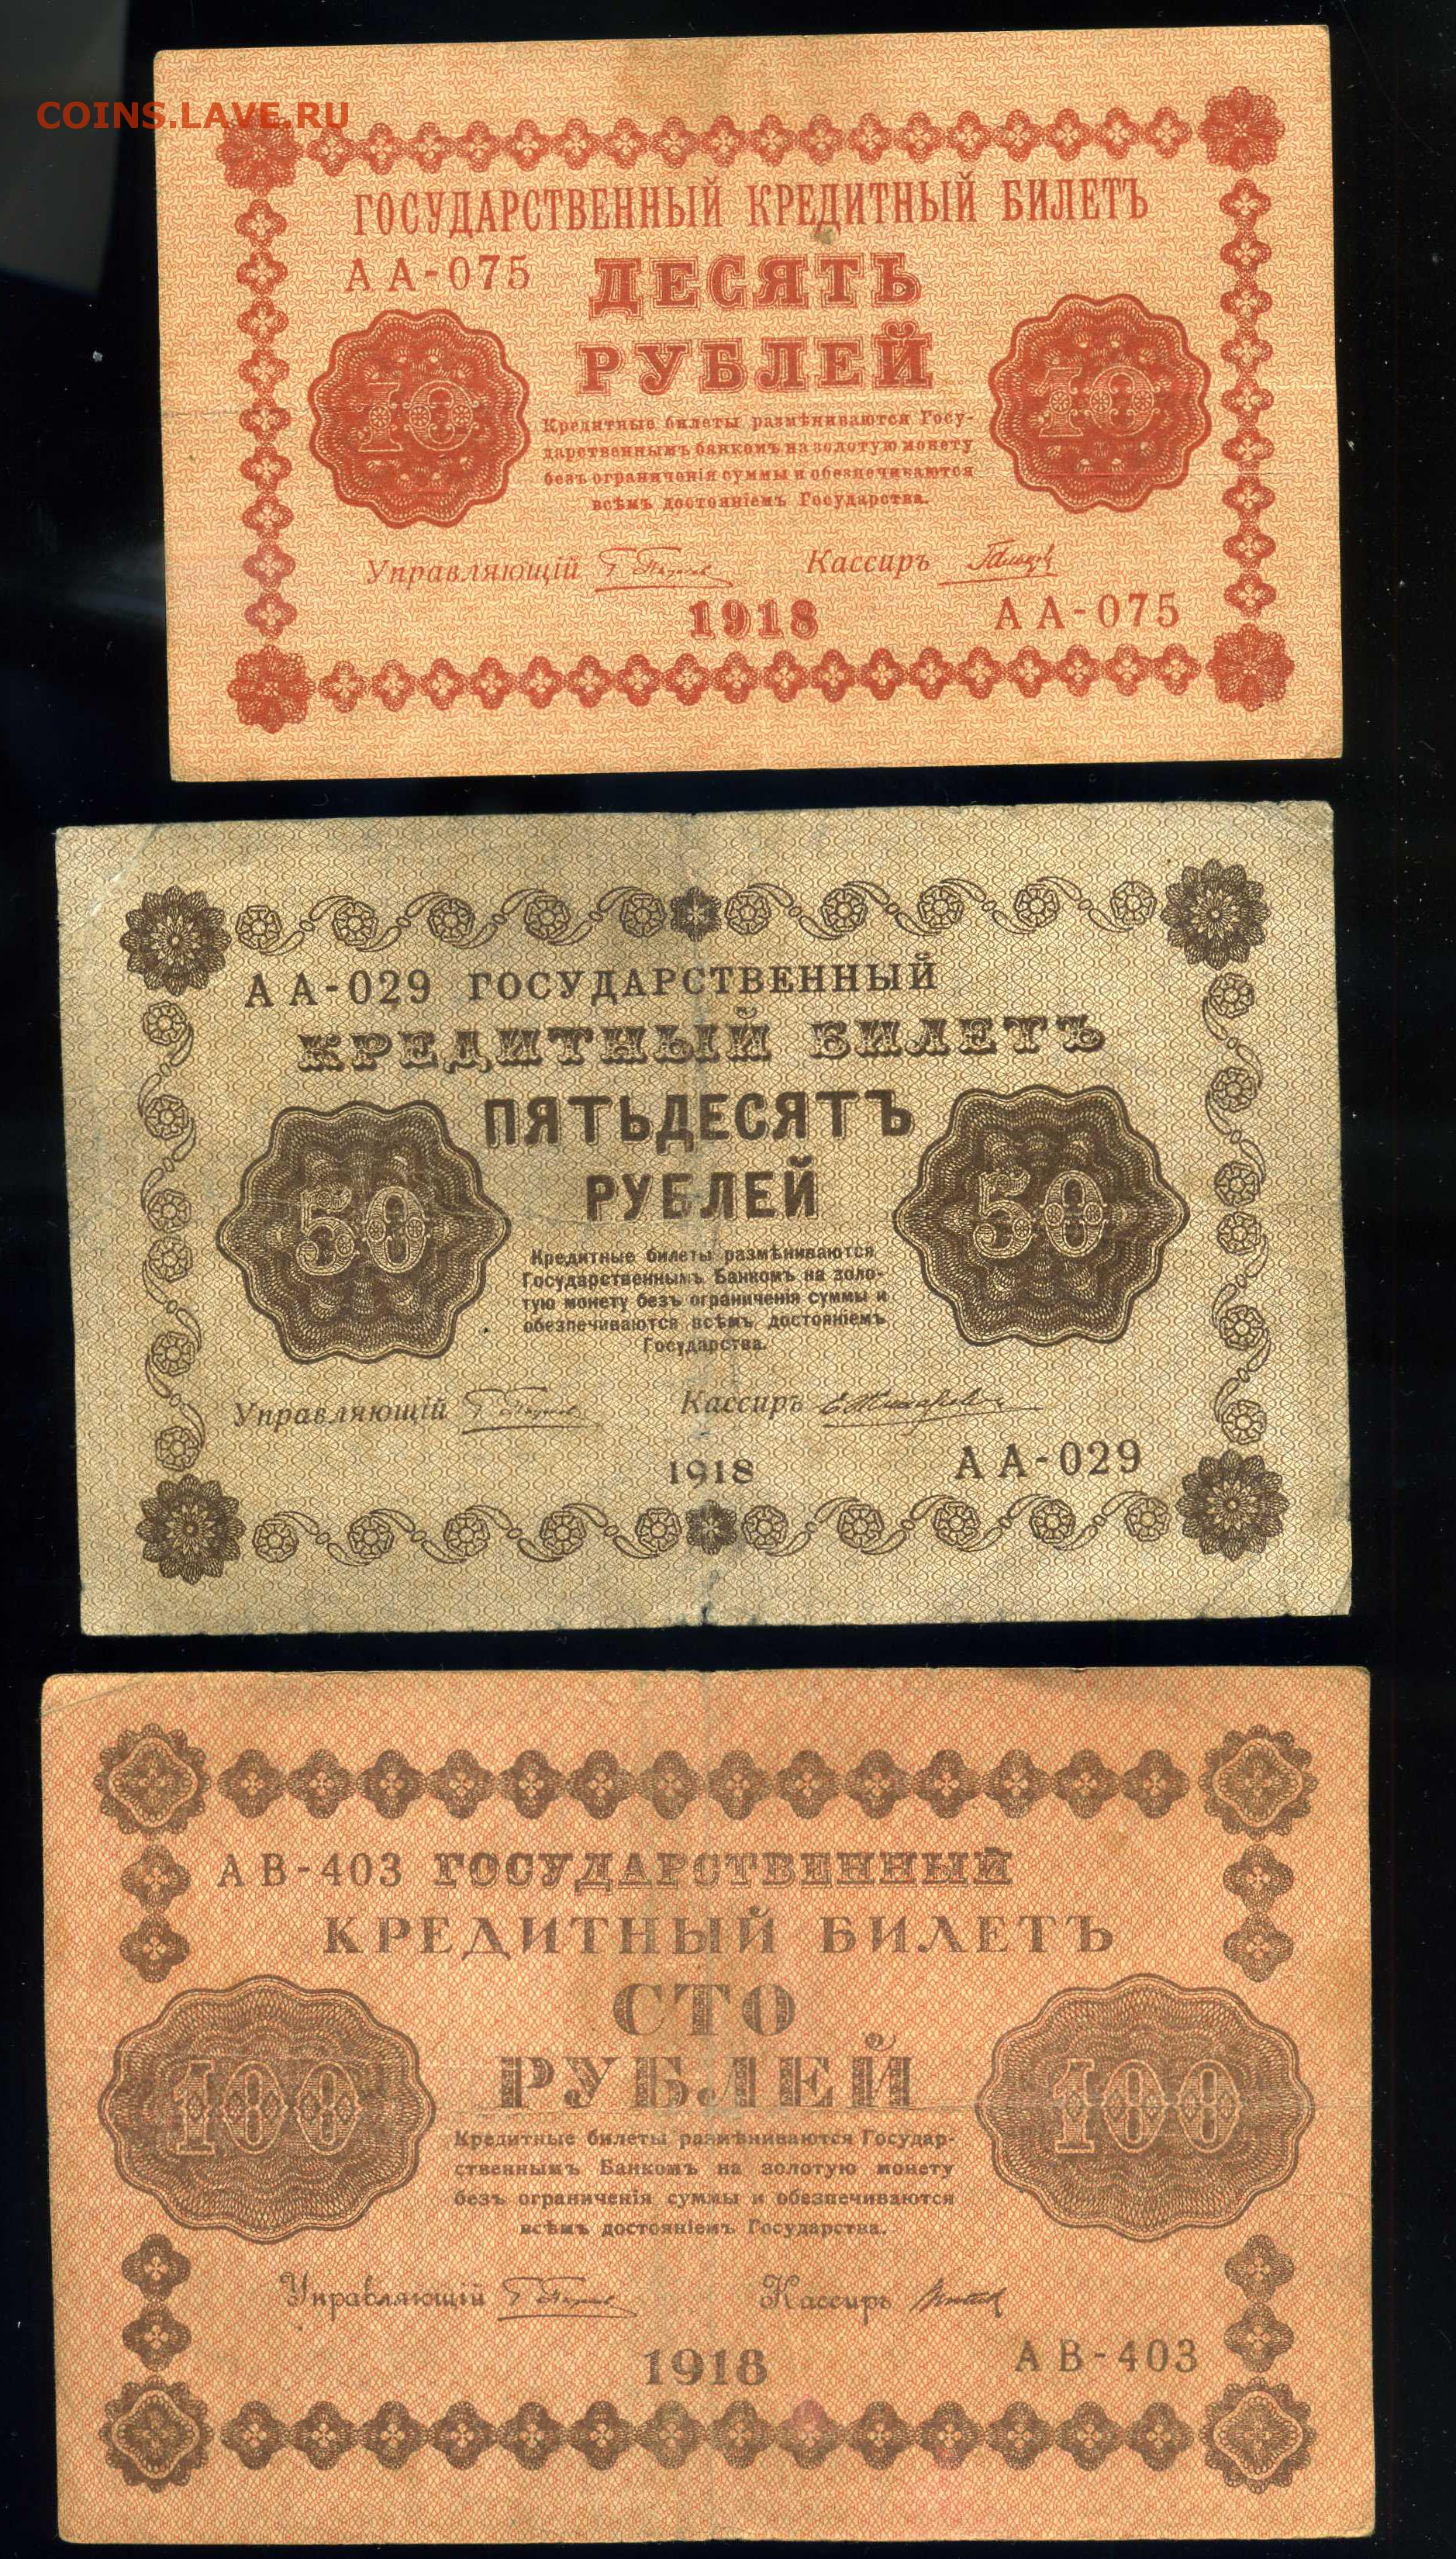 COINS.LAVE.RU
ГОСУДАРСТВЕННЫЙ КРЕДИТНЫЙ БИЛЕТЪ
АА-075
ДЕСЯТЬ
РУБЛЕЙ
10
10
Кредитные билеты размѣниваются Госу-
дарственнымъ банкомъ на золотую монету
безъ ограниченія суммы и обезпечиваются
всѣмъ достояніемъ Государства.
Управляющій
Кассиръ
1918
АА-075
АА-029 ГОСУДАРСТВЕННЫЙ
КРЕДИТНЫЙ БИЛЕТЪ
ПЯТЬДЕСЯТЪ
РУБЛЕЙ
50
50
Кредитные билеты размѣниваются
Государственнымъ Банкомъ на золо-
тую монету безъ ограниченія суммы и
обезпечиваются всѣмъ достояніемъ
Государства.
Управляющій
Кассиръ
1918
АА-029
АВ-403 ГОСУДАРСТВЕННЫЙ
КРЕДИТНЫЙ БИЛЕТЪ
СТО
РУБЛЕЙ
100
100
Кредитные билеты размѣниваются Государ-
ственнымъ Банкомъ на золотую монету
безъ ограниченія суммы и обезпечиваются
всѣмъ достояніемъ Государства.
Управляющій
Кассиръ
1918
АВ-403